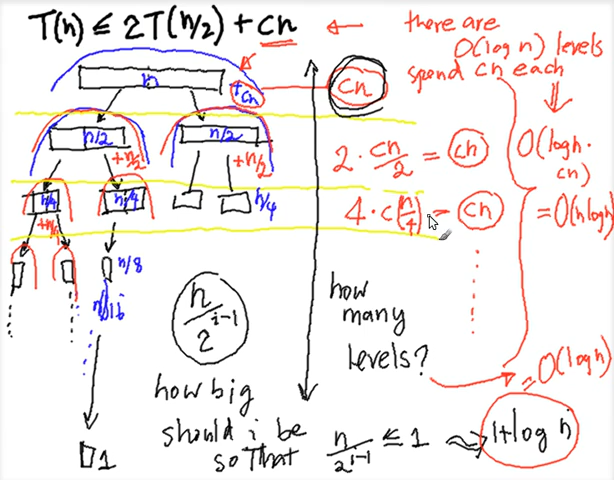 T(n) ≤ 2T(n/2) + cn
← there are
O(log n) levels
spend cn each
n
+cn
cn
n/2
n/2
+n/2
+n/2
2 · cn/2 = cn
O(log n ·
cn)
= O(n log n)
n/4
n/4
n/4
4 · c(n/4) = cn
n/8
n/16
n/2^(i-1)
how
many
levels?
= O(log n)
how big
should i be
so that n/2^(i-1) ≤ 1 ≈> 1+log n
1